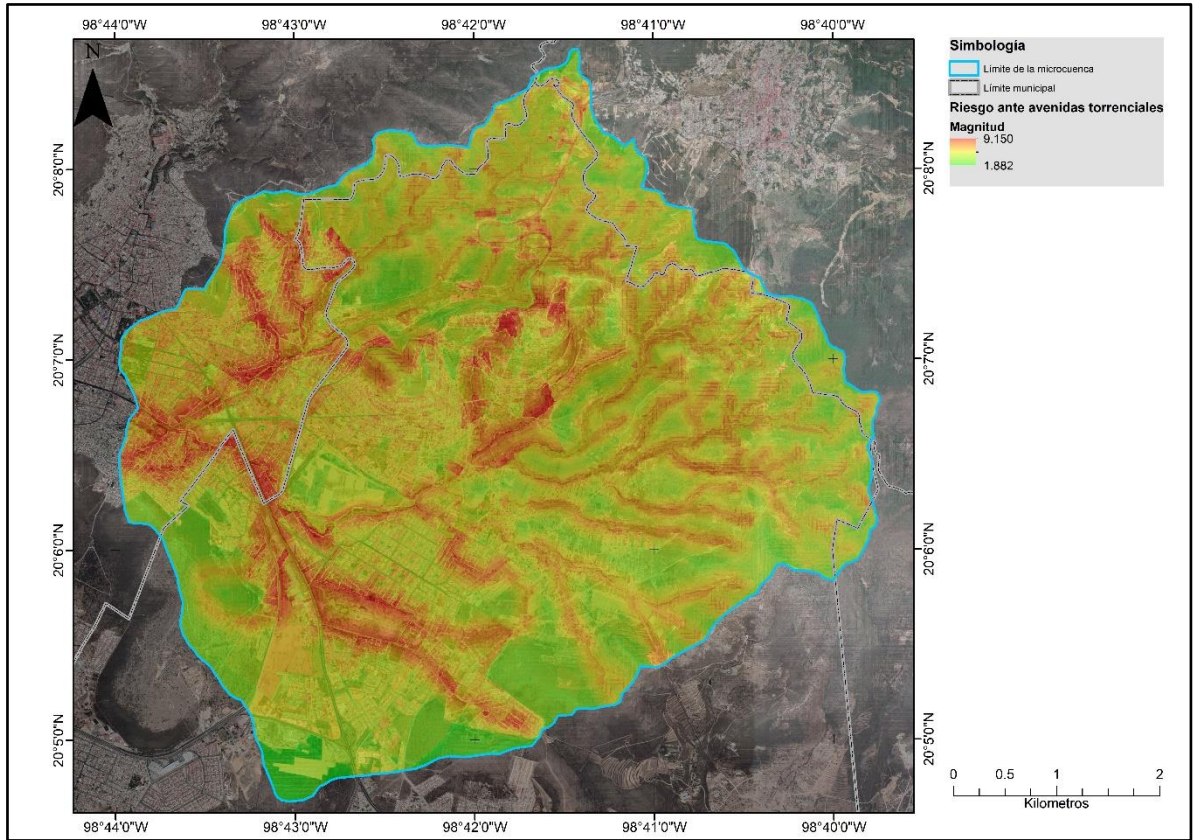 98°44'0"W 98°43'0"W 98°42'0"W 98°41'0"W 98°40'0"W
N
Simbología
Límite de la microcuenca
Límite municipal
Riesgo ante avenidas torrenciales
Magnitud
9.150
1.882
20°8'0"N 20°8'0"N
20°7'0"N 20°7'0"N
20°6'0"N 20°6'0"N
20°5'0"N 20°5'0"N
0 0.5 1 2
Kilometros
98°44'0"W 98°43'0"W 98°42'0"W 98°41'0"W 98°40'0"W